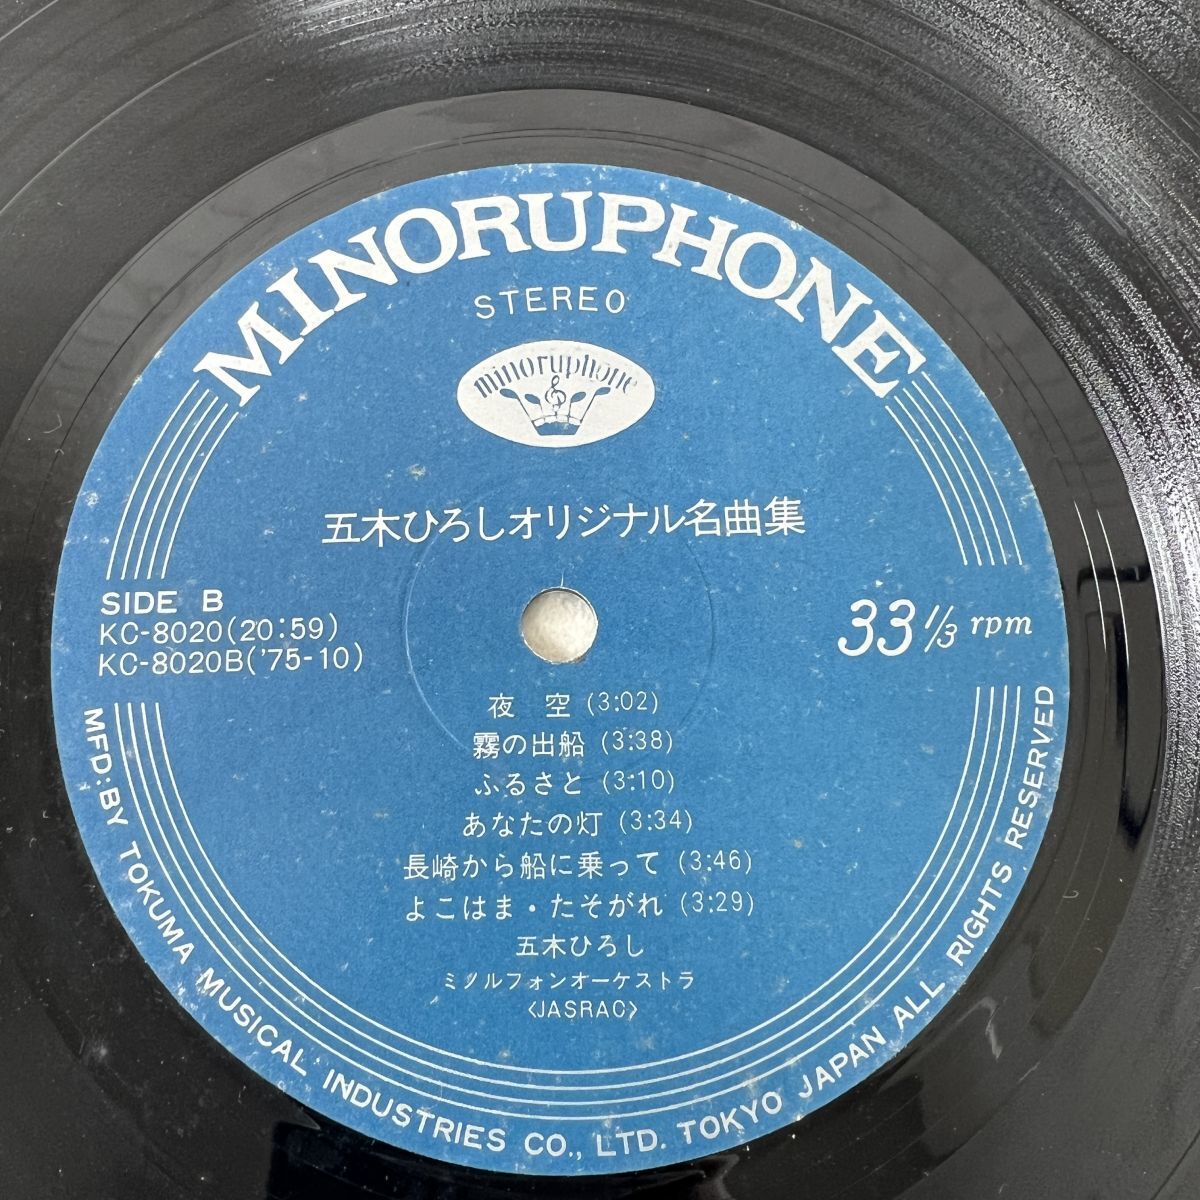 MINORUPHONE
STEREO
minoruphone
五木ひろしオリジナル名曲集
SIDE B
KC-8020(20:59)
KC-8020B('75-10)
33 1/3 rpm
夜 空 (3:02)
霧の出船 (3:38)
ふるさと (3:10)
あなたの灯 (3:34)
長崎から船に乗って (3:46)
よこはま・たそがれ (3:29)
五木ひろし
ミノルフォンオーケストラ
〈JASRAC〉
MFD:BY TOKUMA MUSICAL INDUSTRIES CO., LTD. TOKYO JAPAN ALL RIGHTS RESERVED